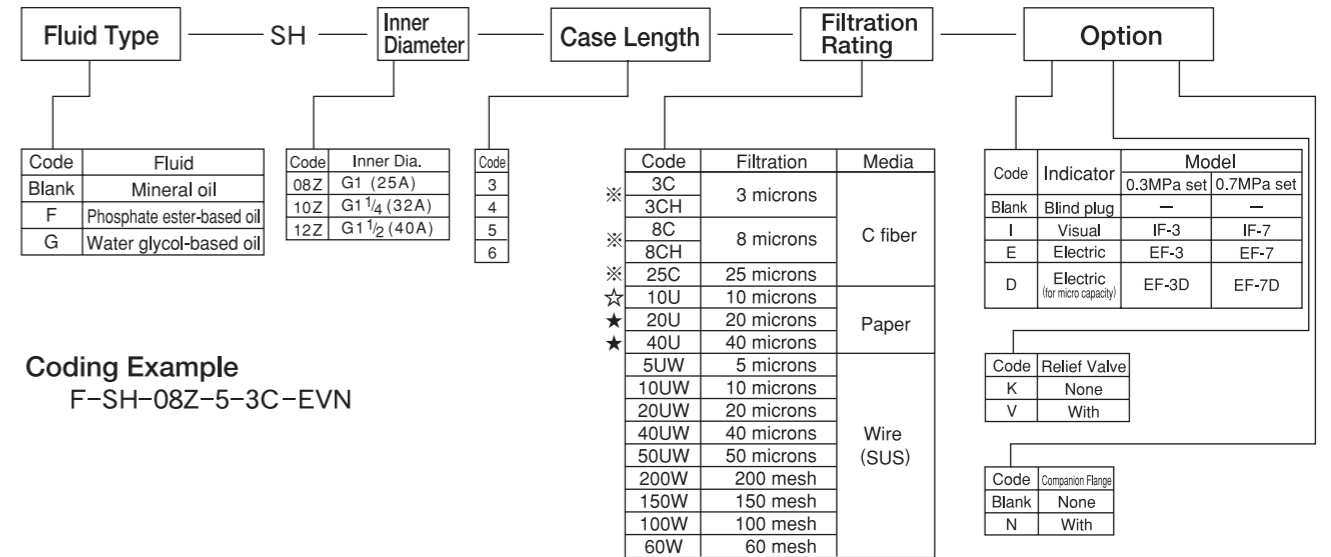 Fluid Type — SH — Inner Diameter — Case Length — Filtration Rating — Option
Code Fluid
Blank Mineral oil
F Phosphate ester-based oil
G Water glycol-based oil
Code Inner Dia.
08Z G1 (25A)
10Z G1 1/4 (32A)
12Z G1 1/2 (40A)
Code
3
4
5
6
Code Filtration Media
※ 3C 3 microns C fiber
3CH
※ 8C 8 microns
8CH
※ 25C 25 microns
☆ 10U 10 microns Paper
★ 20U 20 microns
★ 40U 40 microns
5UW 5 microns Wire (SUS)
10UW 10 microns
20UW 20 microns
40UW 40 microns
50UW 50 microns
200W 200 mesh
150W 150 mesh
100W 100 mesh
60W 60 mesh
Code Indicator Model
0.3MPa set 0.7MPa set
Blank Blind plug — —
I Visual IF-3 IF-7
E Electric EF-3 EF-7
D Electric (for micro capacity) EF-3D EF-7D
Code Relief Valve
K None
V With
Code Companion Flange
Blank None
N With
Coding Example
F-SH-08Z-5-3C-EVN